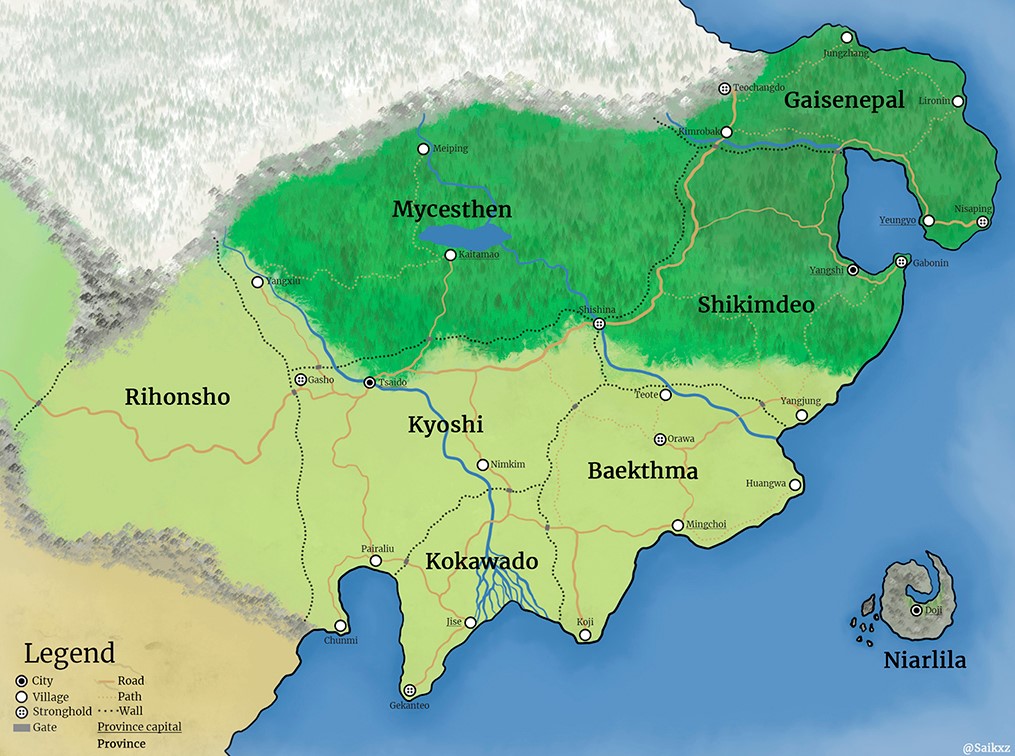 Jungzhang
Teochangdo
Gaisenepal
Lironin
Kimrobak
Meiping
Mycesthen
Nisaping
Yeungyo
Kaitamao
Gabonin
Yangshi
Yangxiu
Shikimdeo
Shishina
Gasho
Tsaido
Rihonsho
Teote
Yangjung
Kyoshi
Orawa
Nimkim
Baekthma
Huangwa
Mingchoi
Pairaliu
Kokawado
Jise
Koji
Doji
Chunmi
Niarlila
Gekanteo
Legend
City
Road
Village
Path
Stronghold
Wall
Gate
Province capital
Province
@Saikxz